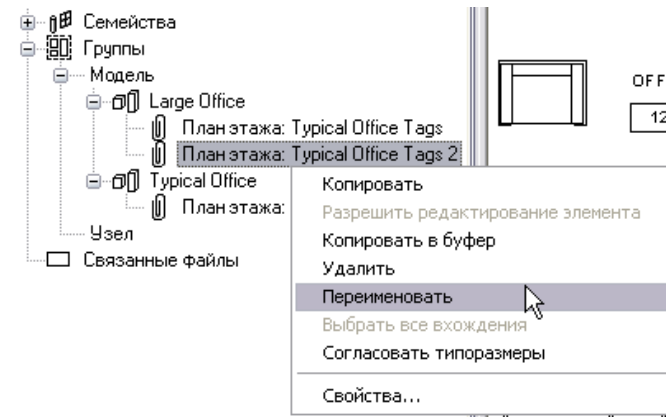 Семейства
Группы
Модель
Large Office
План этажа: Typical Office Tags
План этажа: Typical Office Tags 2
Typical Office
План этажа:
Узел
Связанные файлы
OFF
12
Копировать
Разрешить редактирование элемента
Копировать в буфер
Удалить
Переименовать
Выбрать все вхождения
Согласовать типоразмеры
Свойства...